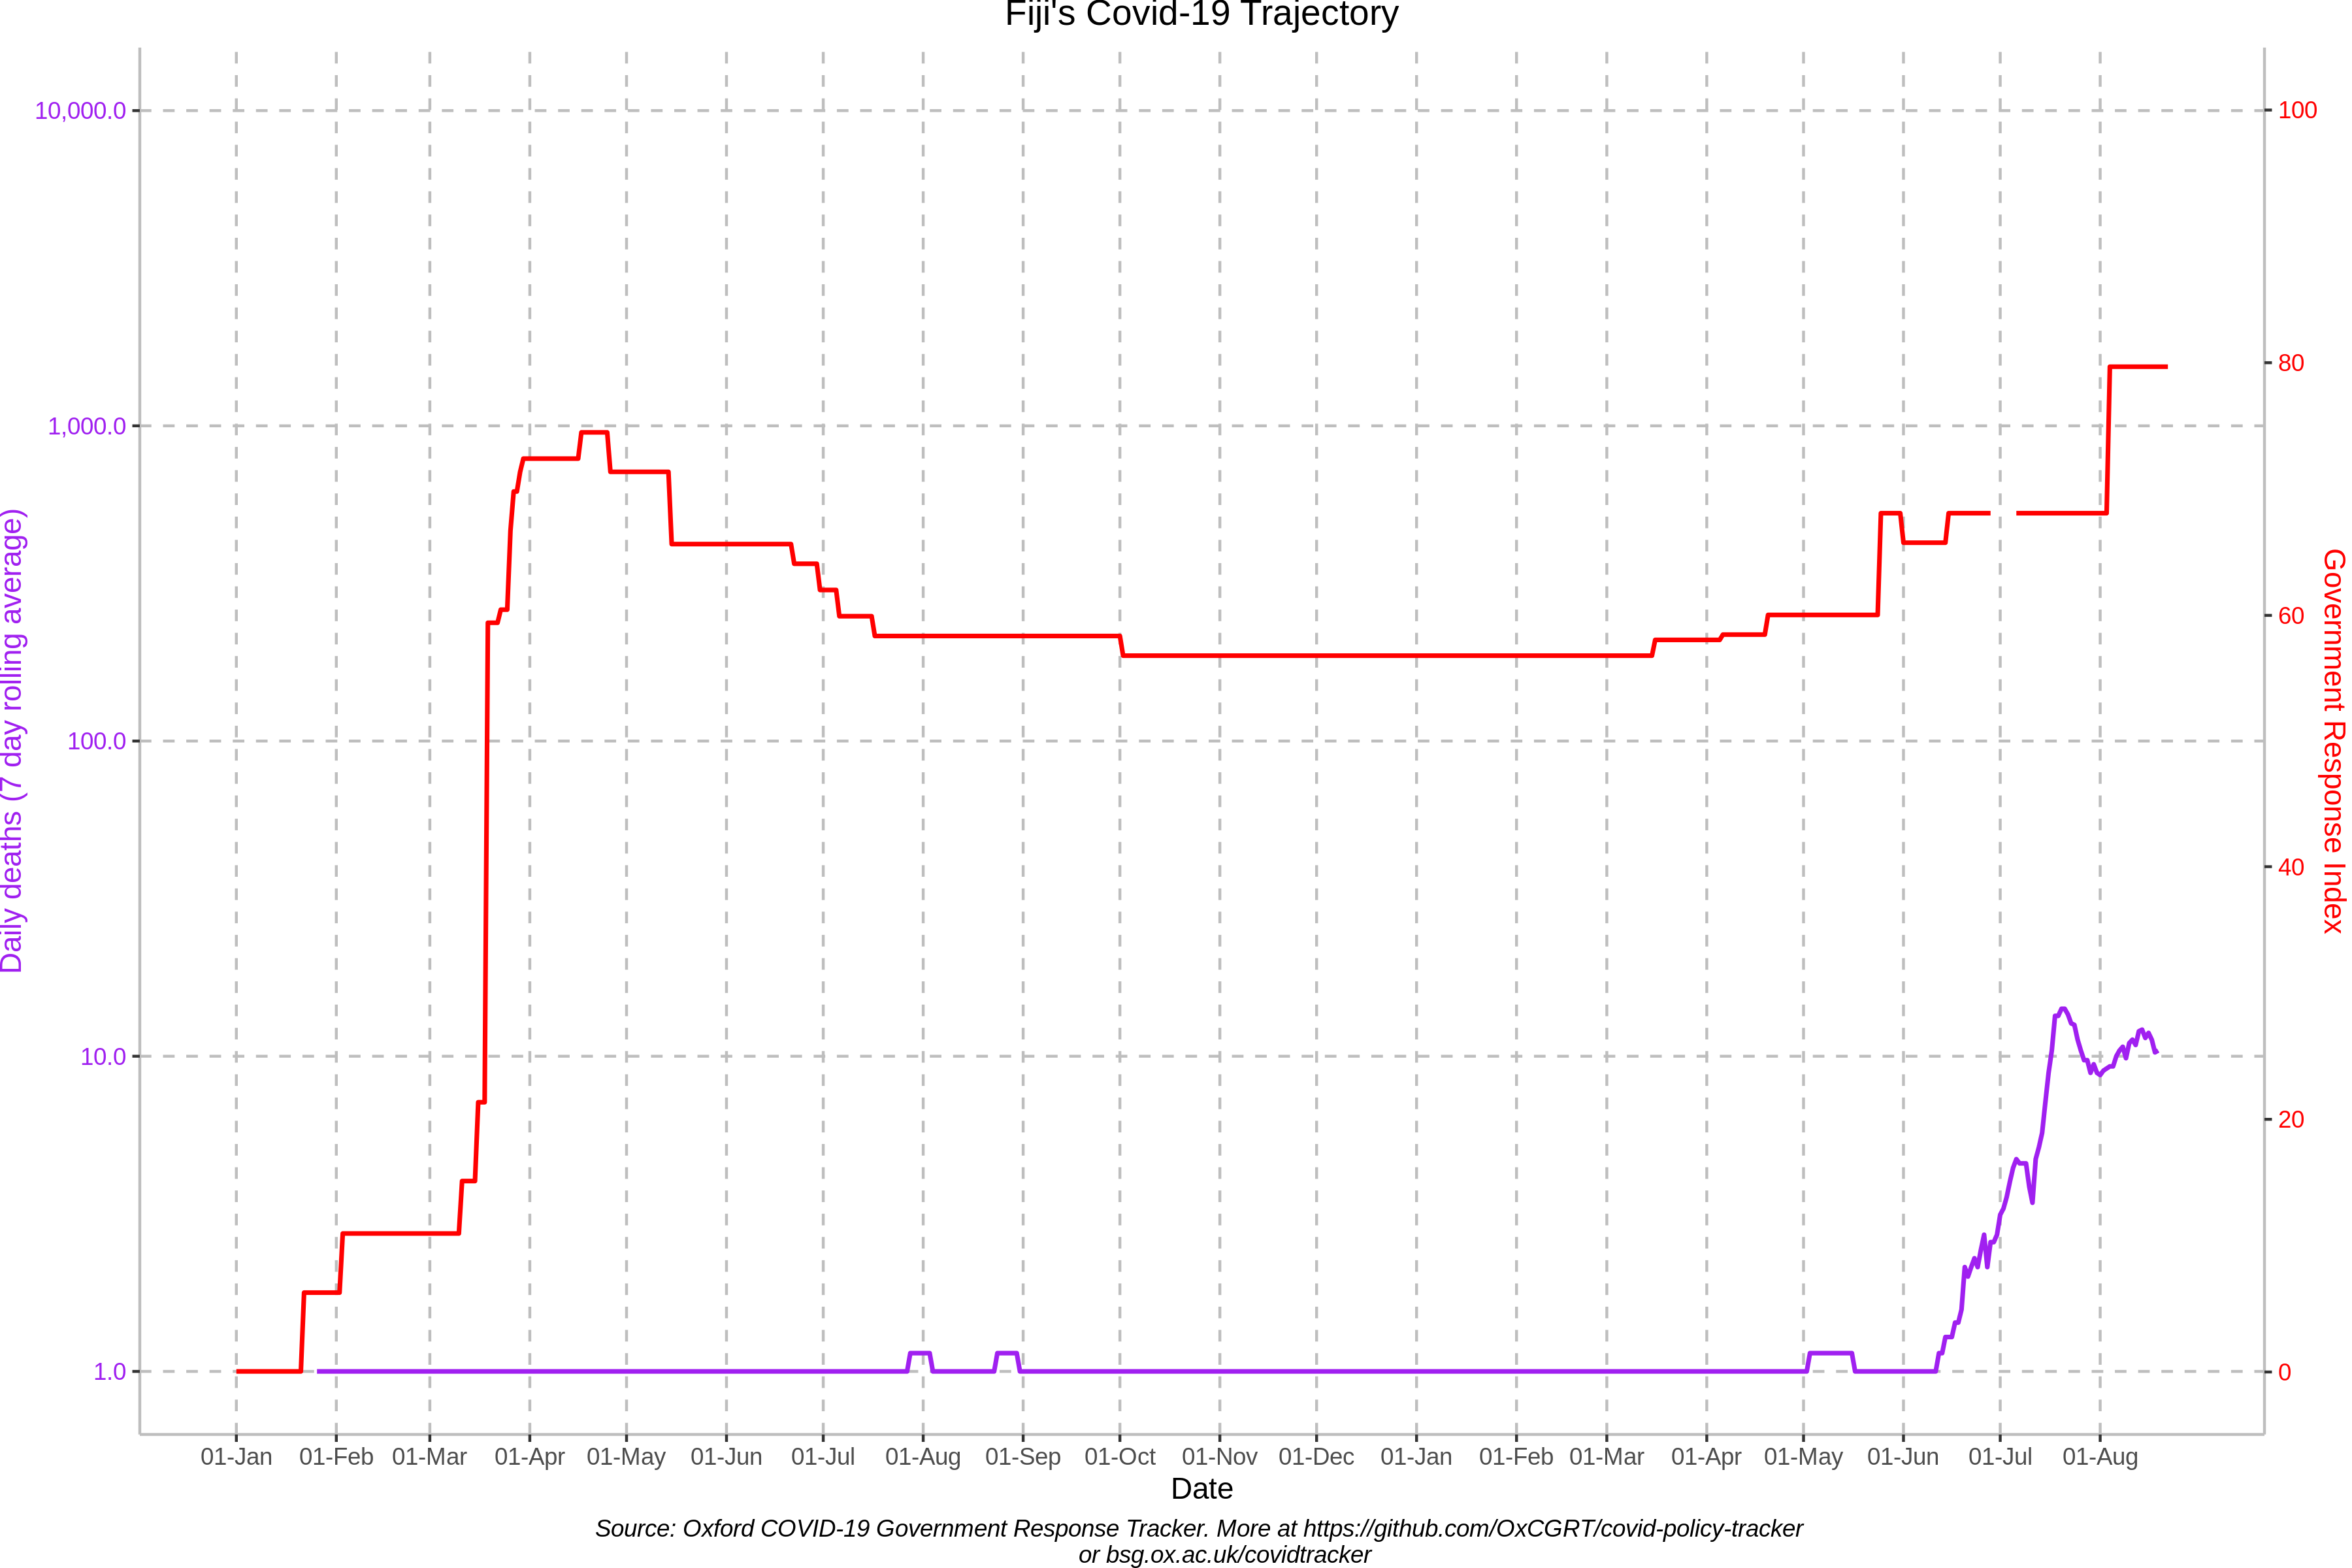 Fiji's Covid-19 Trajectory
10,000.0
1,000.0
100.0
10.0
1.0
Daily deaths (7 day rolling average)
100
80
60
40
20
0
Government Response Index
01-Jan 01-Feb 01-Mar 01-Apr 01-May 01-Jun 01-Jul 01-Aug 01-Sep 01-Oct 01-Nov 01-Dec 01-Jan 01-Feb 01-Mar 01-Apr 01-May 01-Jun 01-Jul 01-Aug
Date
Source: Oxford COVID-19 Government Response Tracker. More at https://github.com/OxCGRT/covid-policy-tracker
or bsg.ox.ac.uk/covidtracker